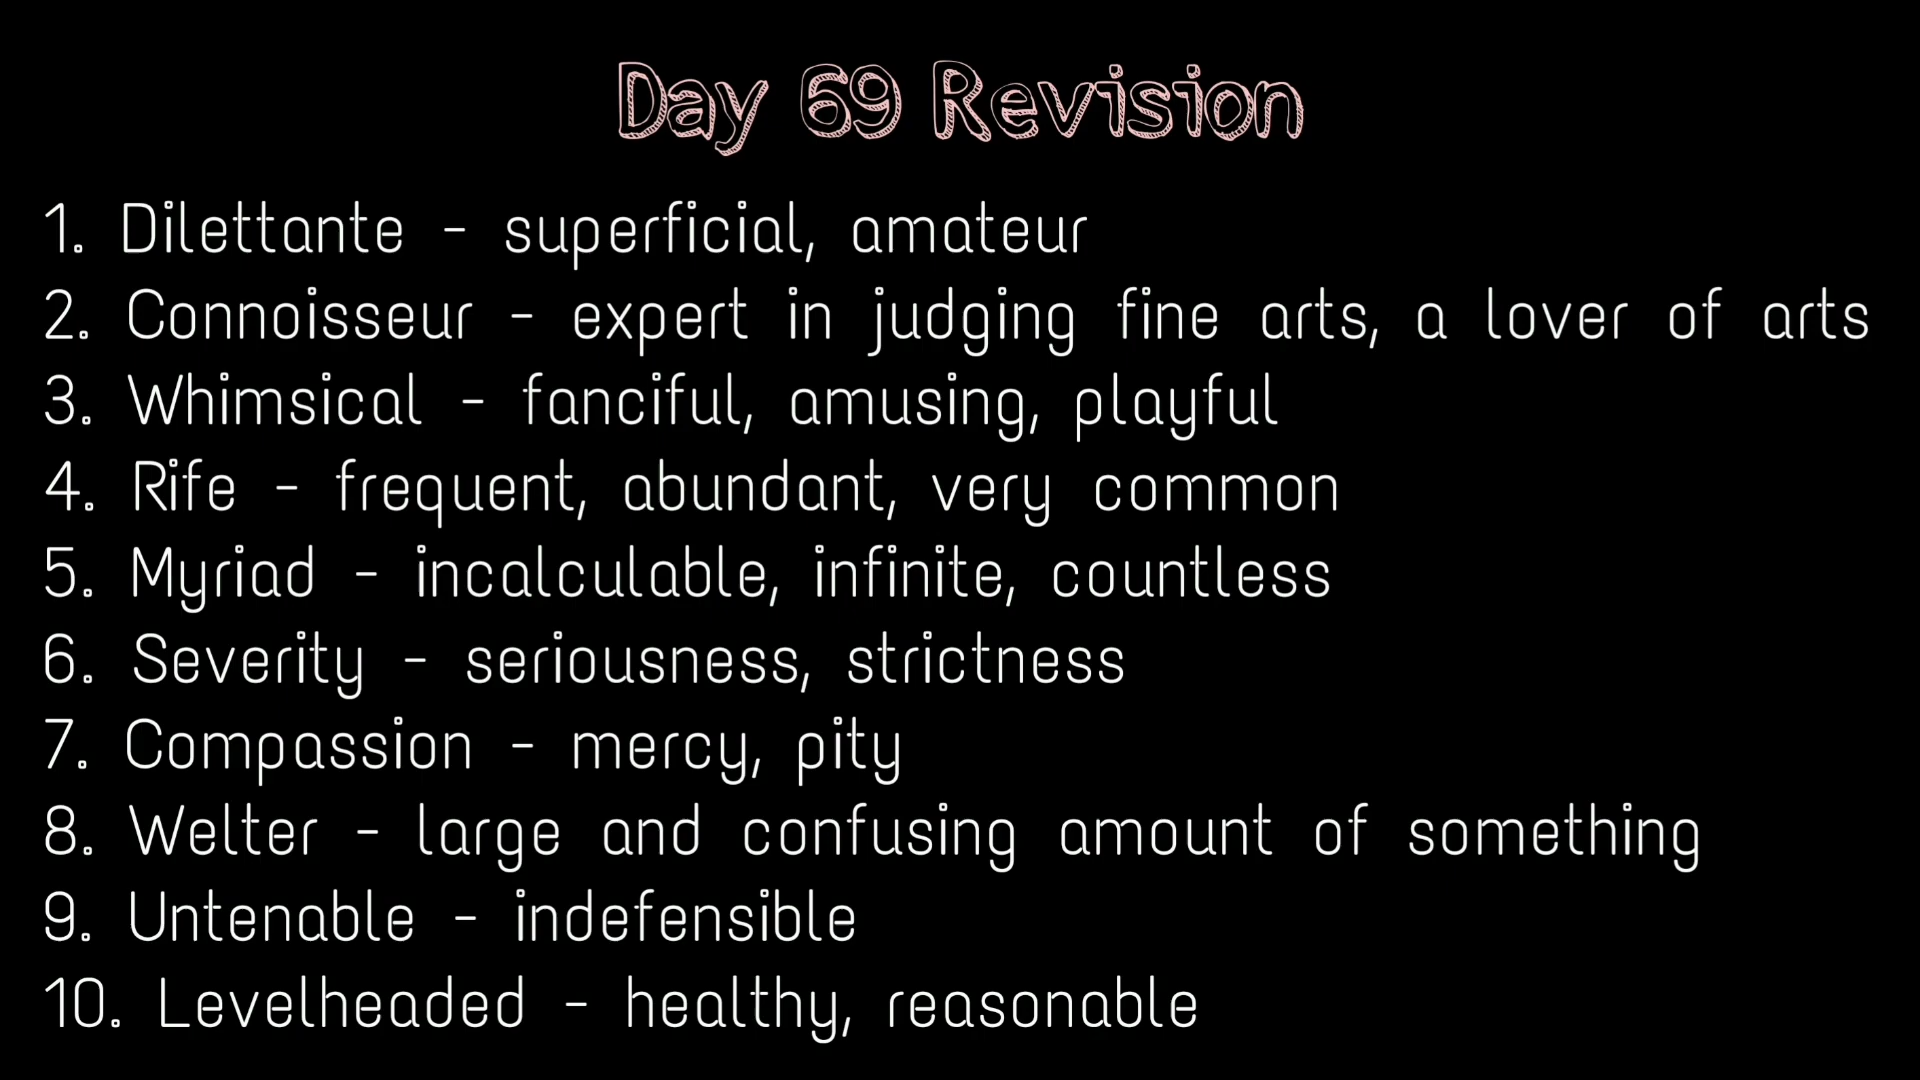 Day 69 Revision
1. Dilettante - superficial, amateur
2. Connoisseur - expert in judging fine arts, a lover of arts
3. Whimsical - fanciful, amusing, playful
4. Rife - frequent, abundant, very common
5. Myriad - incalculable, infinite, countless
6. Severity - seriousness, strictness
7. Compassion - mercy, pity
8. Welter - large and confusing amount of something
9. Untenable - indefensible
10. Levelheaded - healthy, reasonable